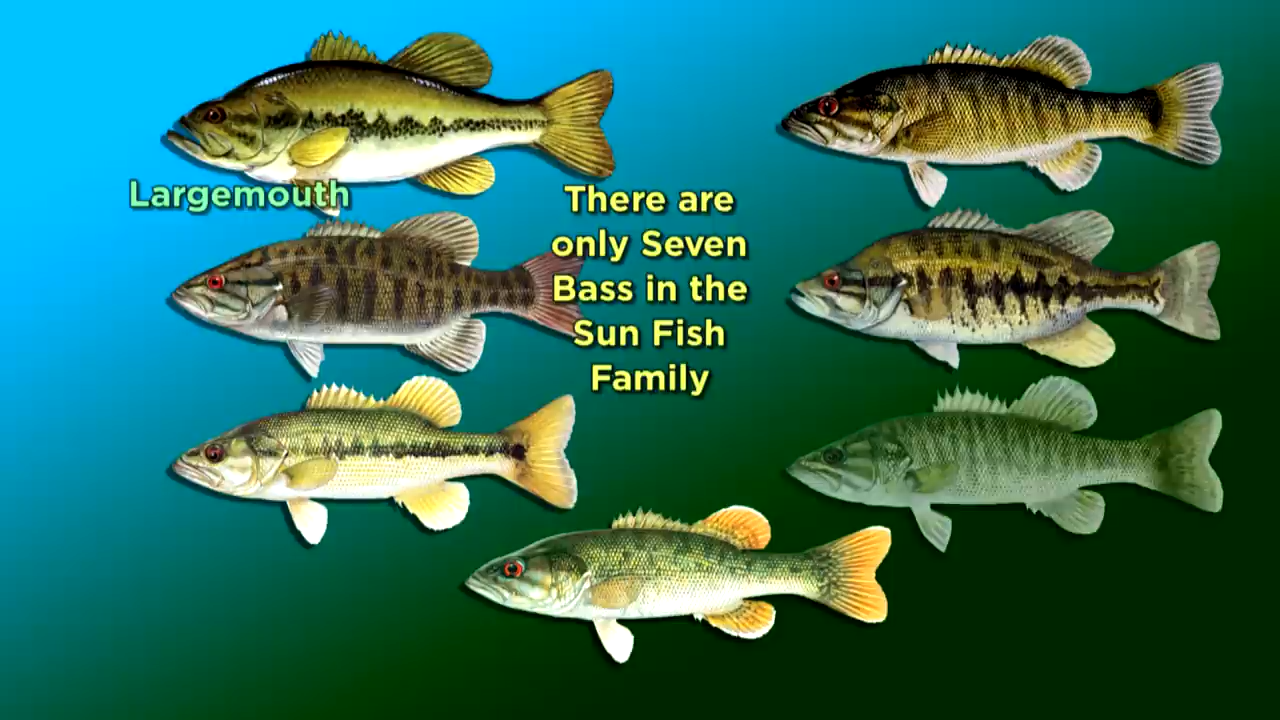 Largemouth
There are
only Seven
Bass in the
Sun Fish
Family